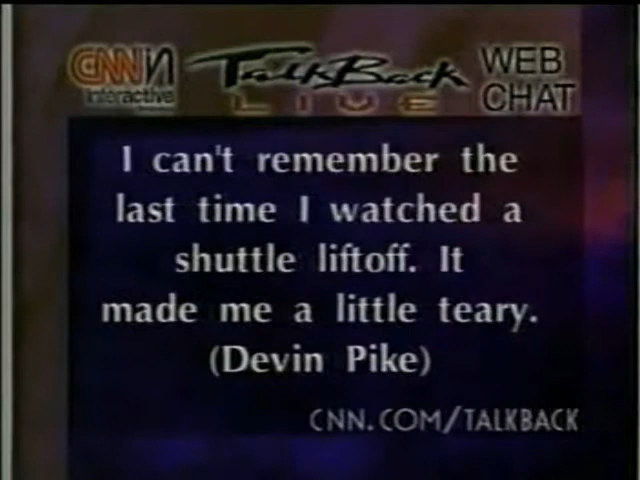 CNN IN
Interactive
TalkBack
LIVE
WEB
CHAT
I can't remember the
last time I watched a
shuttle liftoff. It
made me a little teary.
(Devin Pike)
CNN.COM/TALKBACK